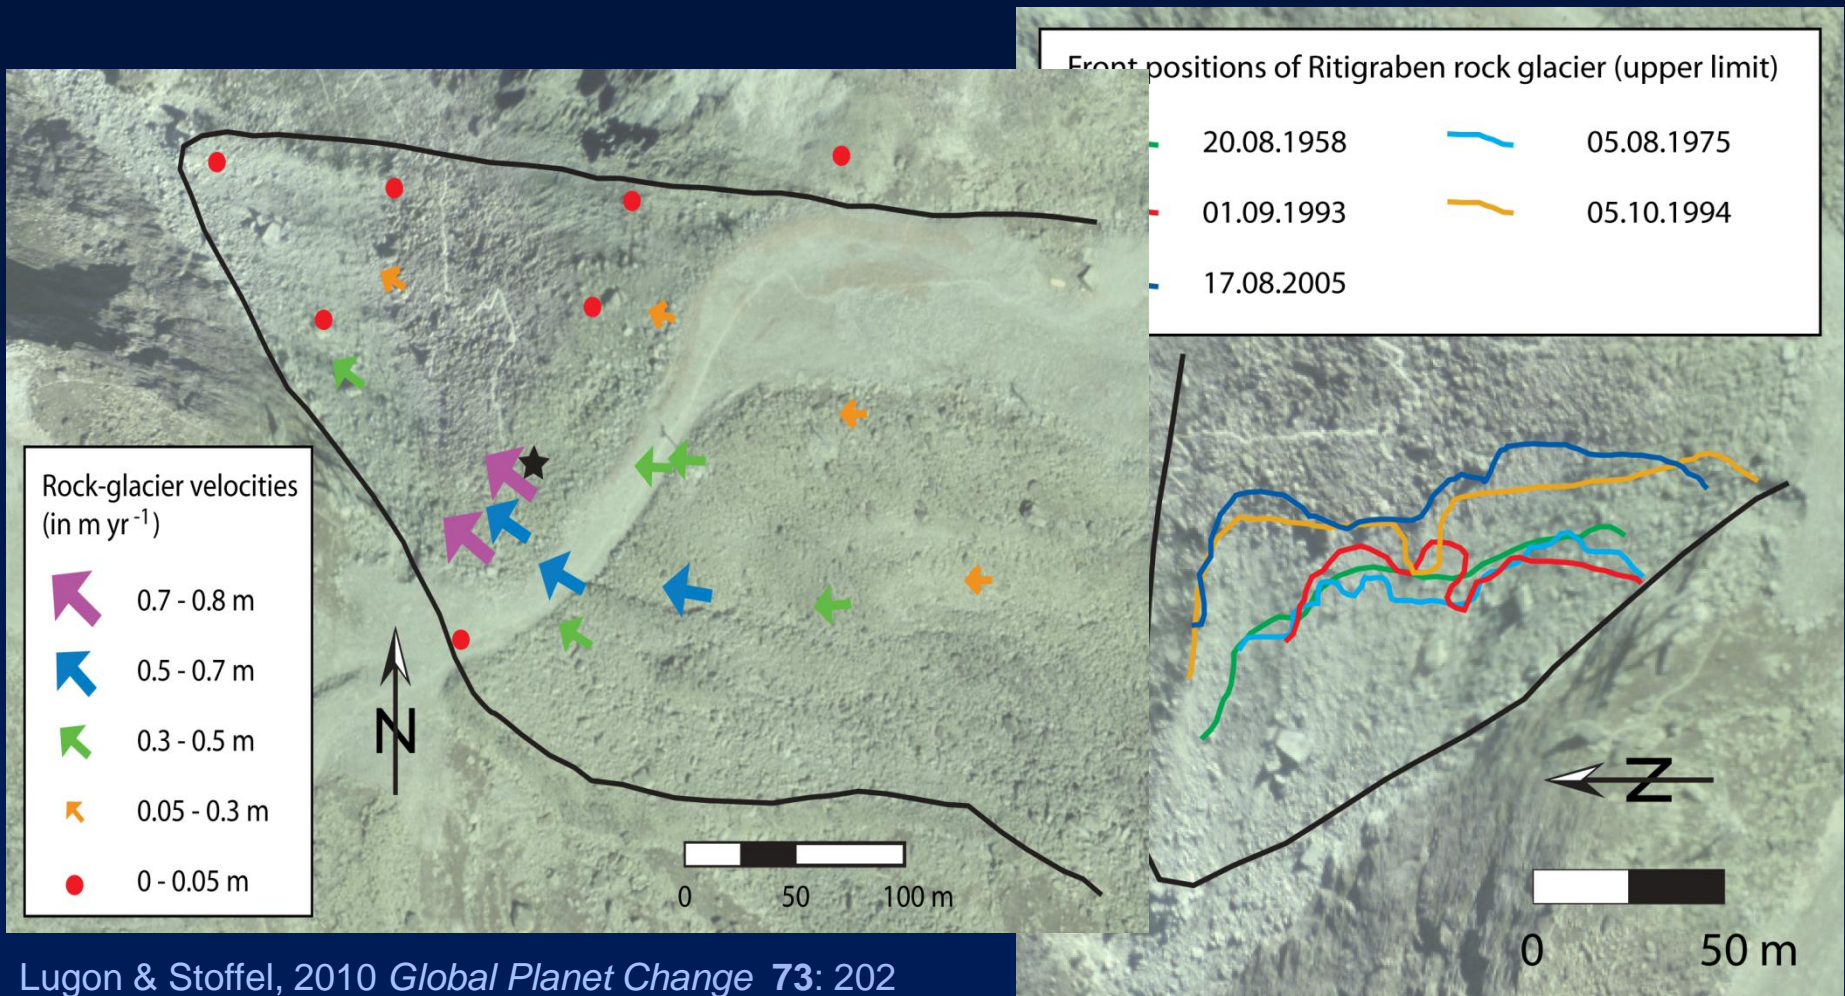 Front positions of Ritigraben rock glacier (upper limit)
20.08.1958
05.08.1975
01.09.1993
05.10.1994
17.08.2005
Rock-glacier velocities
(in m yr-1)
0.7 - 0.8 m
0.5 - 0.7 m
0.3 - 0.5 m
0.05 - 0.3 m
0 - 0.05 m
N
0 50 100 m
N
0 50 m
Lugon & Stoffel, 2010 Global Planet Change 73: 202